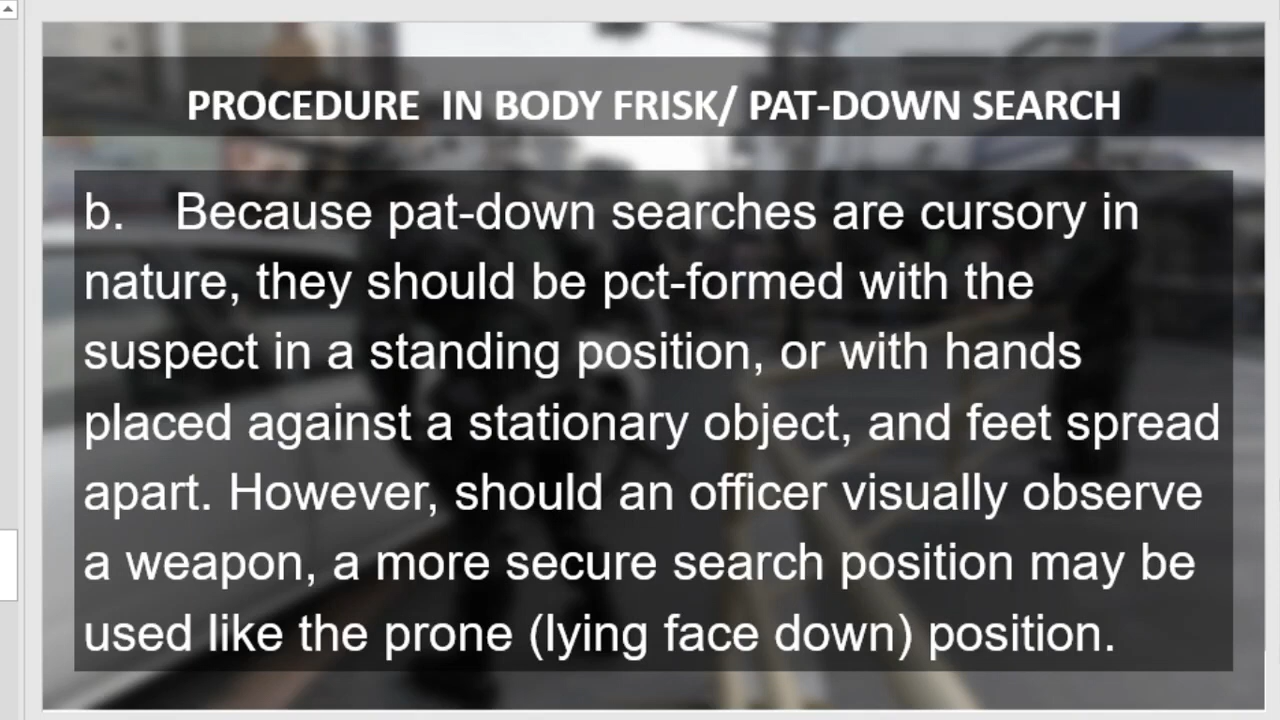 PROCEDURE IN BODY FRISK/ PAT-DOWN SEARCH
b. Because pat-down searches are cursory in
nature, they should be pct-formed with the
suspect in a standing position, or with hands
placed against a stationary object, and feet spread
apart. However, should an officer visually observe
a weapon, a more secure search position may be
used like the prone (lying face down) position.